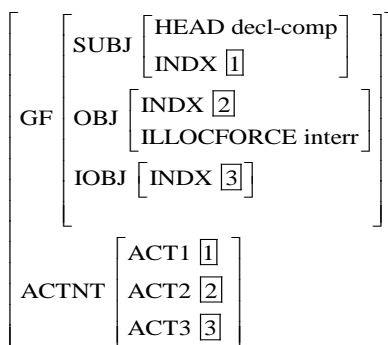 SUBJ HEAD decl-comp
INDX 1
GF OBJ INDX 2
ILLOCFORCE interr
IOBJ INDX 3
ACT1 1
ACTNT ACT2 2
ACT3 3